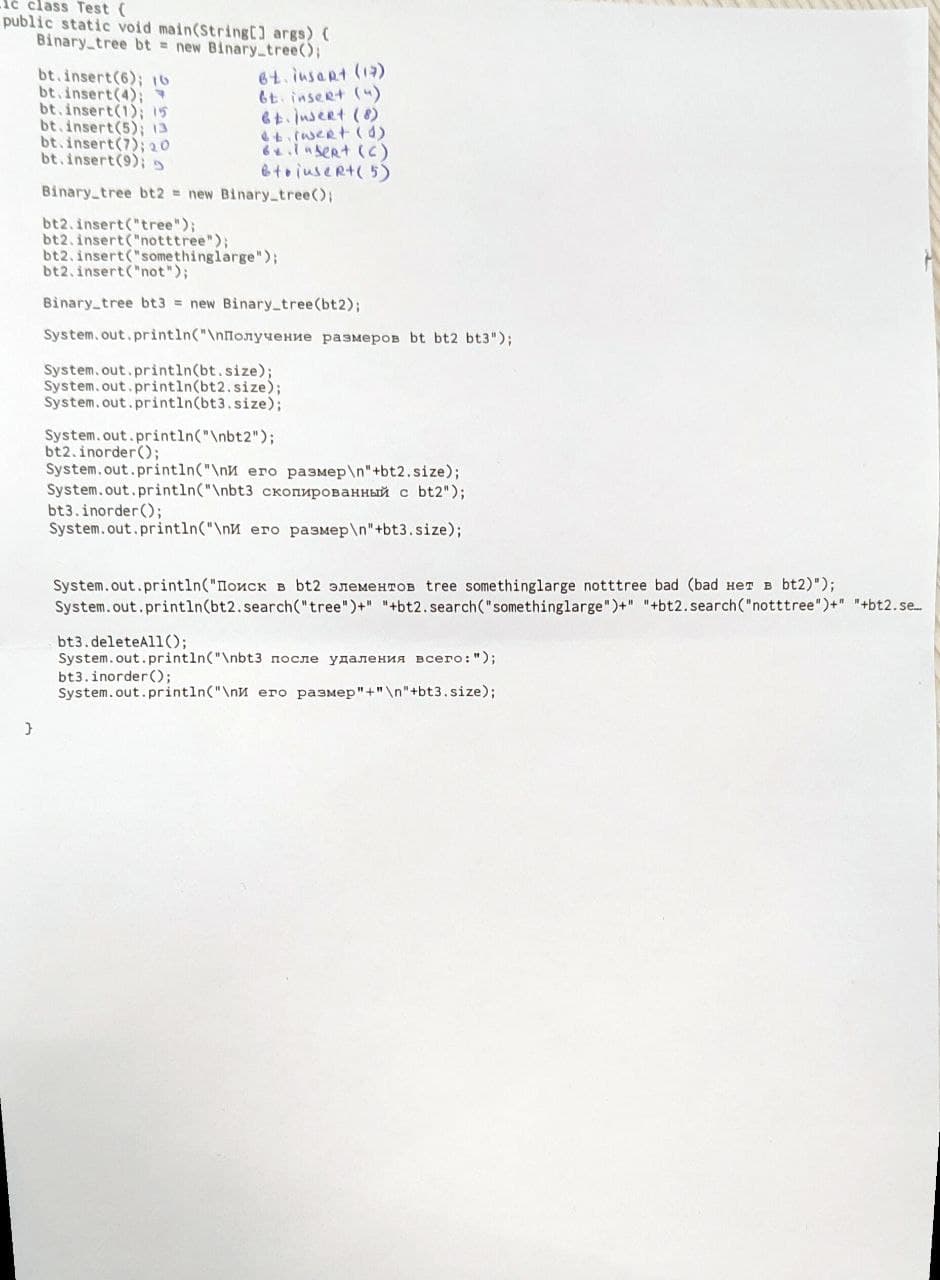 ic class Test {
public static void main(String[] args) {
Binary_tree bt = new Binary_tree();
bt.insert(6); 16 bt.insert(17)
bt.insert(4); 7 bt.insert(4)
bt.insert(1); 15 bt.insert(8)
bt.insert(5); 13 bt.insert(d)
bt.insert(7); 20 bt.insert(c)
bt.insert(9); 9 bt.insert(5)
Binary_tree bt2 = new Binary_tree();
bt2.insert("tree");
bt2.insert("notttree");
bt2.insert("somethinglarge");
bt2.insert("not");
Binary_tree bt3 = new Binary_tree(bt2);
System.out.println("\nПолучение размеров bt bt2 bt3");
System.out.println(bt.size);
System.out.println(bt2.size);
System.out.println(bt3.size);
System.out.println("\nbt2");
bt2.inorder();
System.out.println("\nИ его размер\n"+bt2.size);
System.out.println("\nbt3 скопированный с bt2");
bt3.inorder();
System.out.println("\nИ его размер\n"+bt3.size);
System.out.println("Поиск в bt2 элементов tree somethinglarge notttree bad (bad нет в bt2)");
System.out.println(bt2.search("tree")+" "+bt2.search("somethinglarge")+" "+bt2.search("notttree")+" "+bt2.se…
bt3.deleteAll();
System.out.println("\nbt3 после удаления всего:");
bt3.inorder();
System.out.println("\nИ его размер"+"\n"+bt3.size);
}